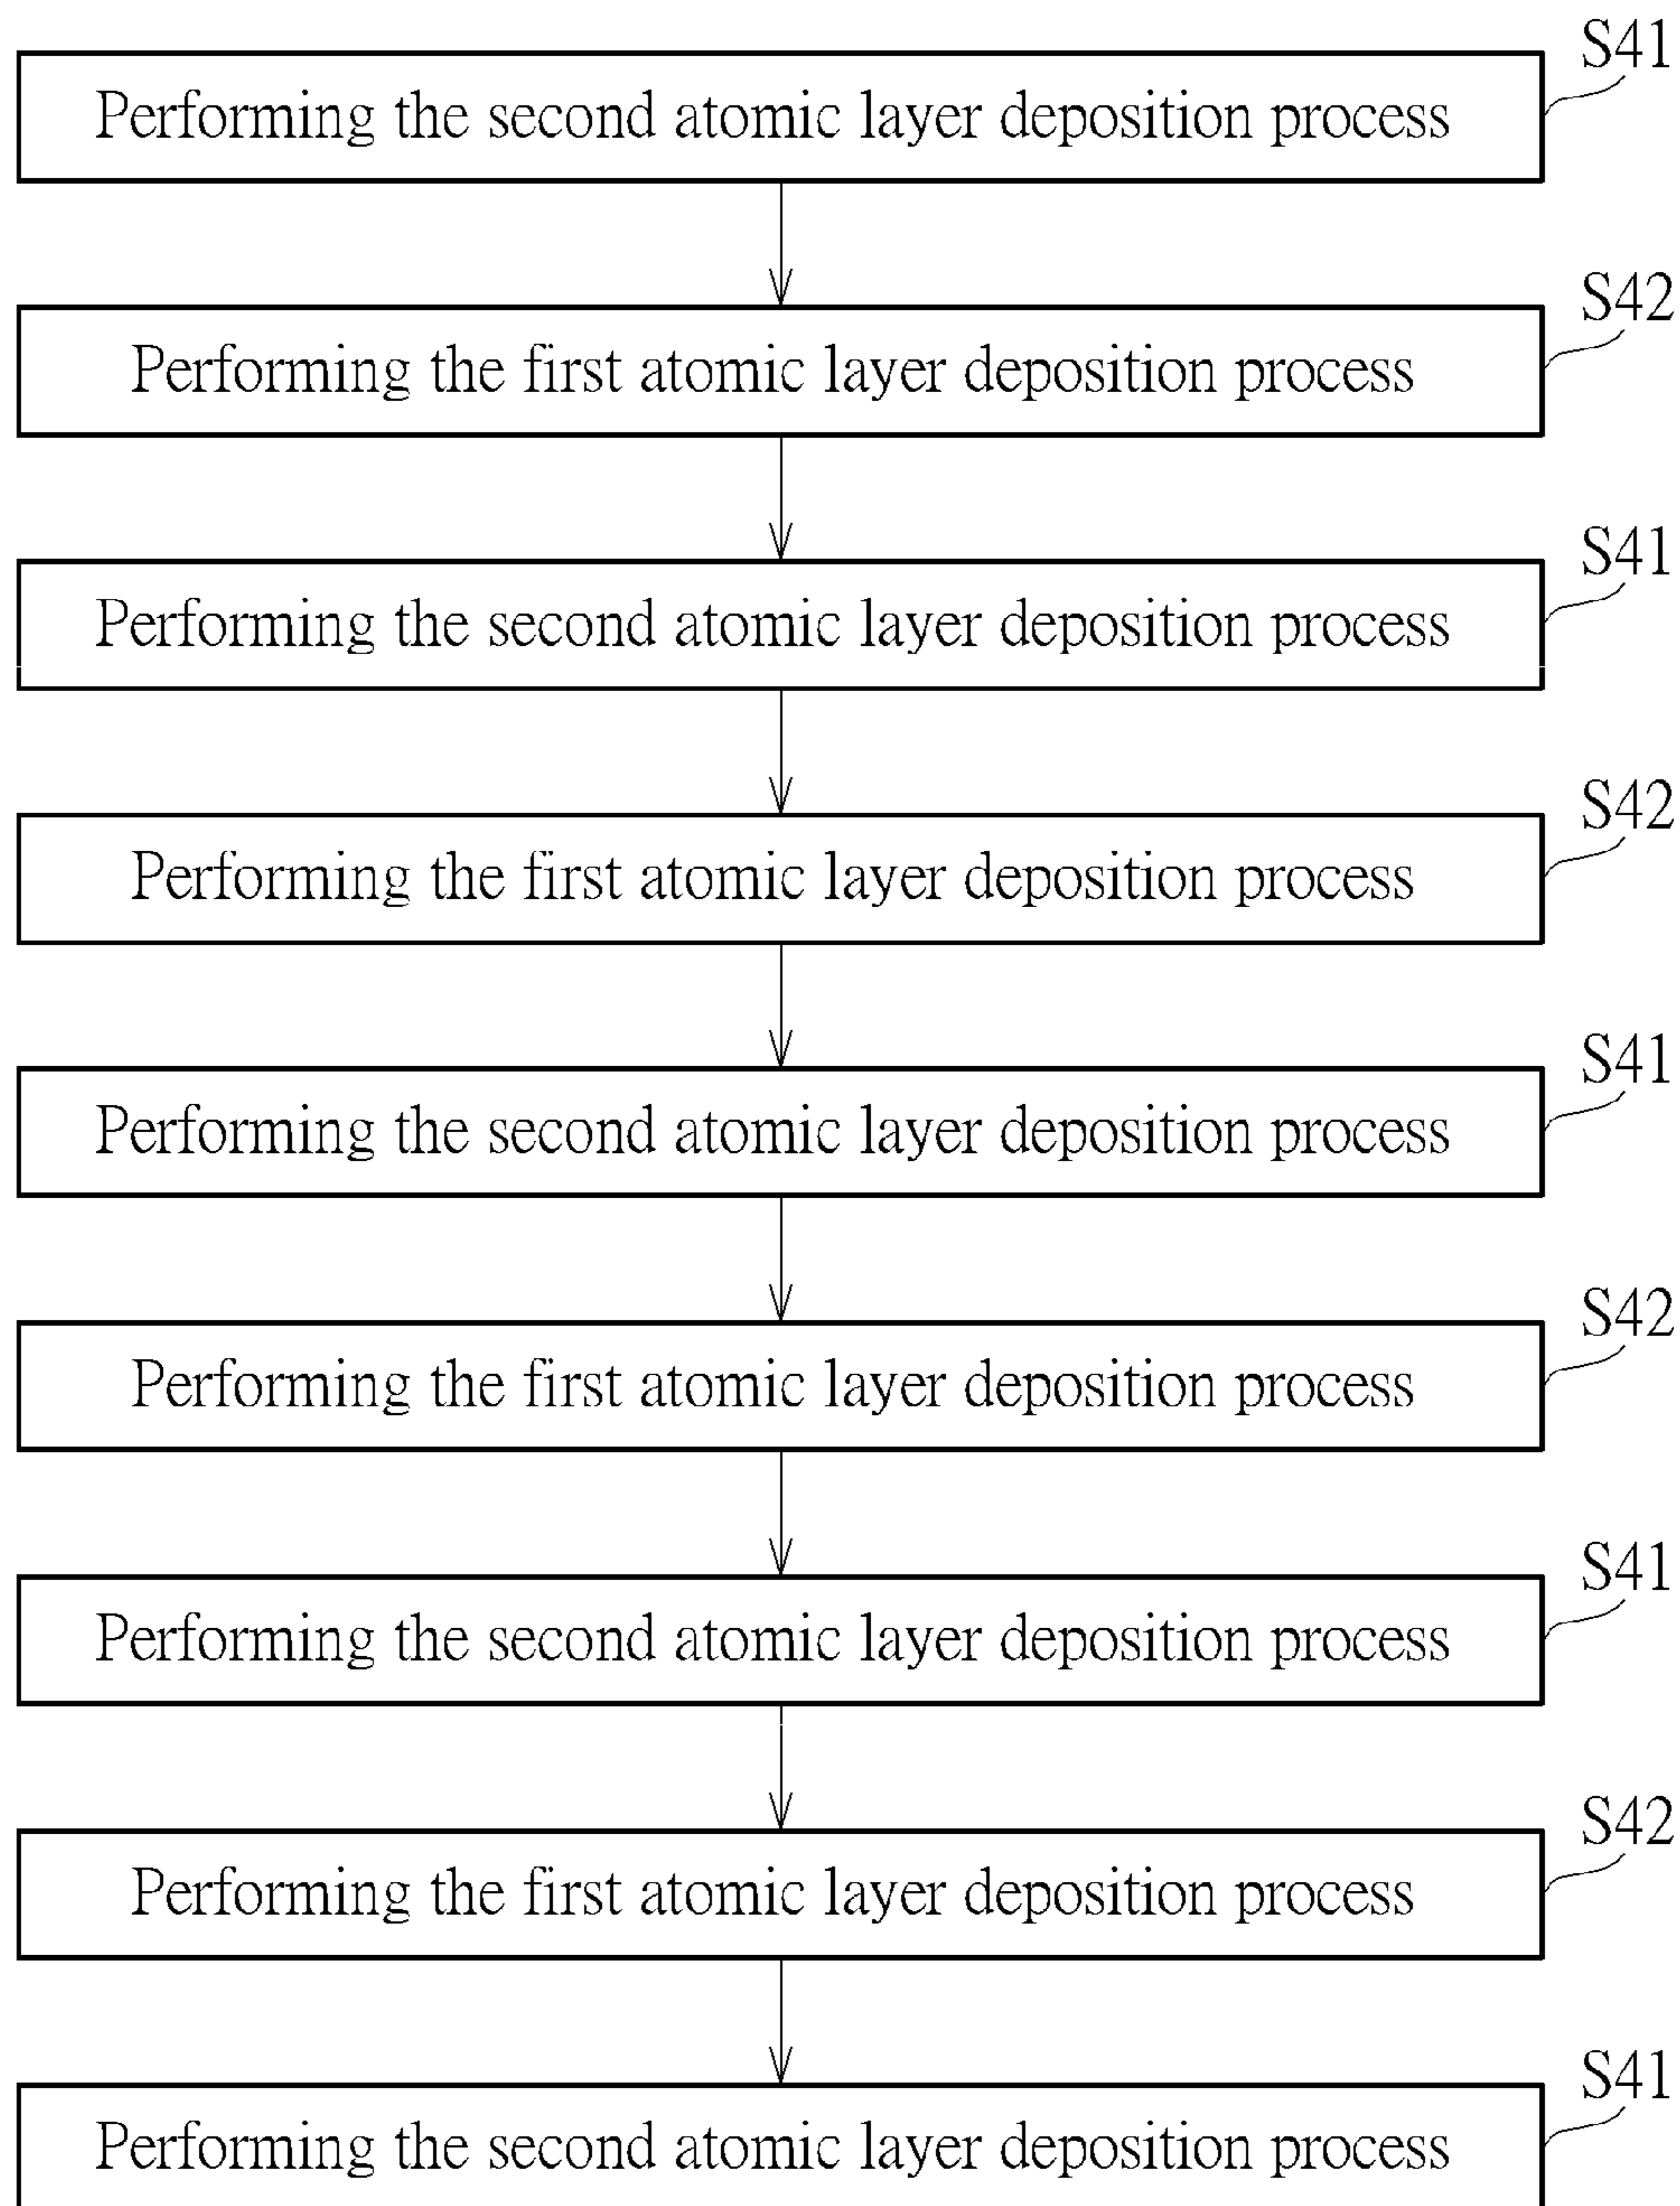 S41
Performing the second atomic layer deposition process
S42
Performing the first atomic layer deposition process
S41
Performing the second atomic layer deposition process
S42
Performing the first atomic layer deposition process
S41
Performing the second atomic layer deposition process
S42
Performing the first atomic layer deposition process
S41
Performing the second atomic layer deposition process
S42
Performing the first atomic layer deposition process
S41
Performing the second atomic layer deposition process